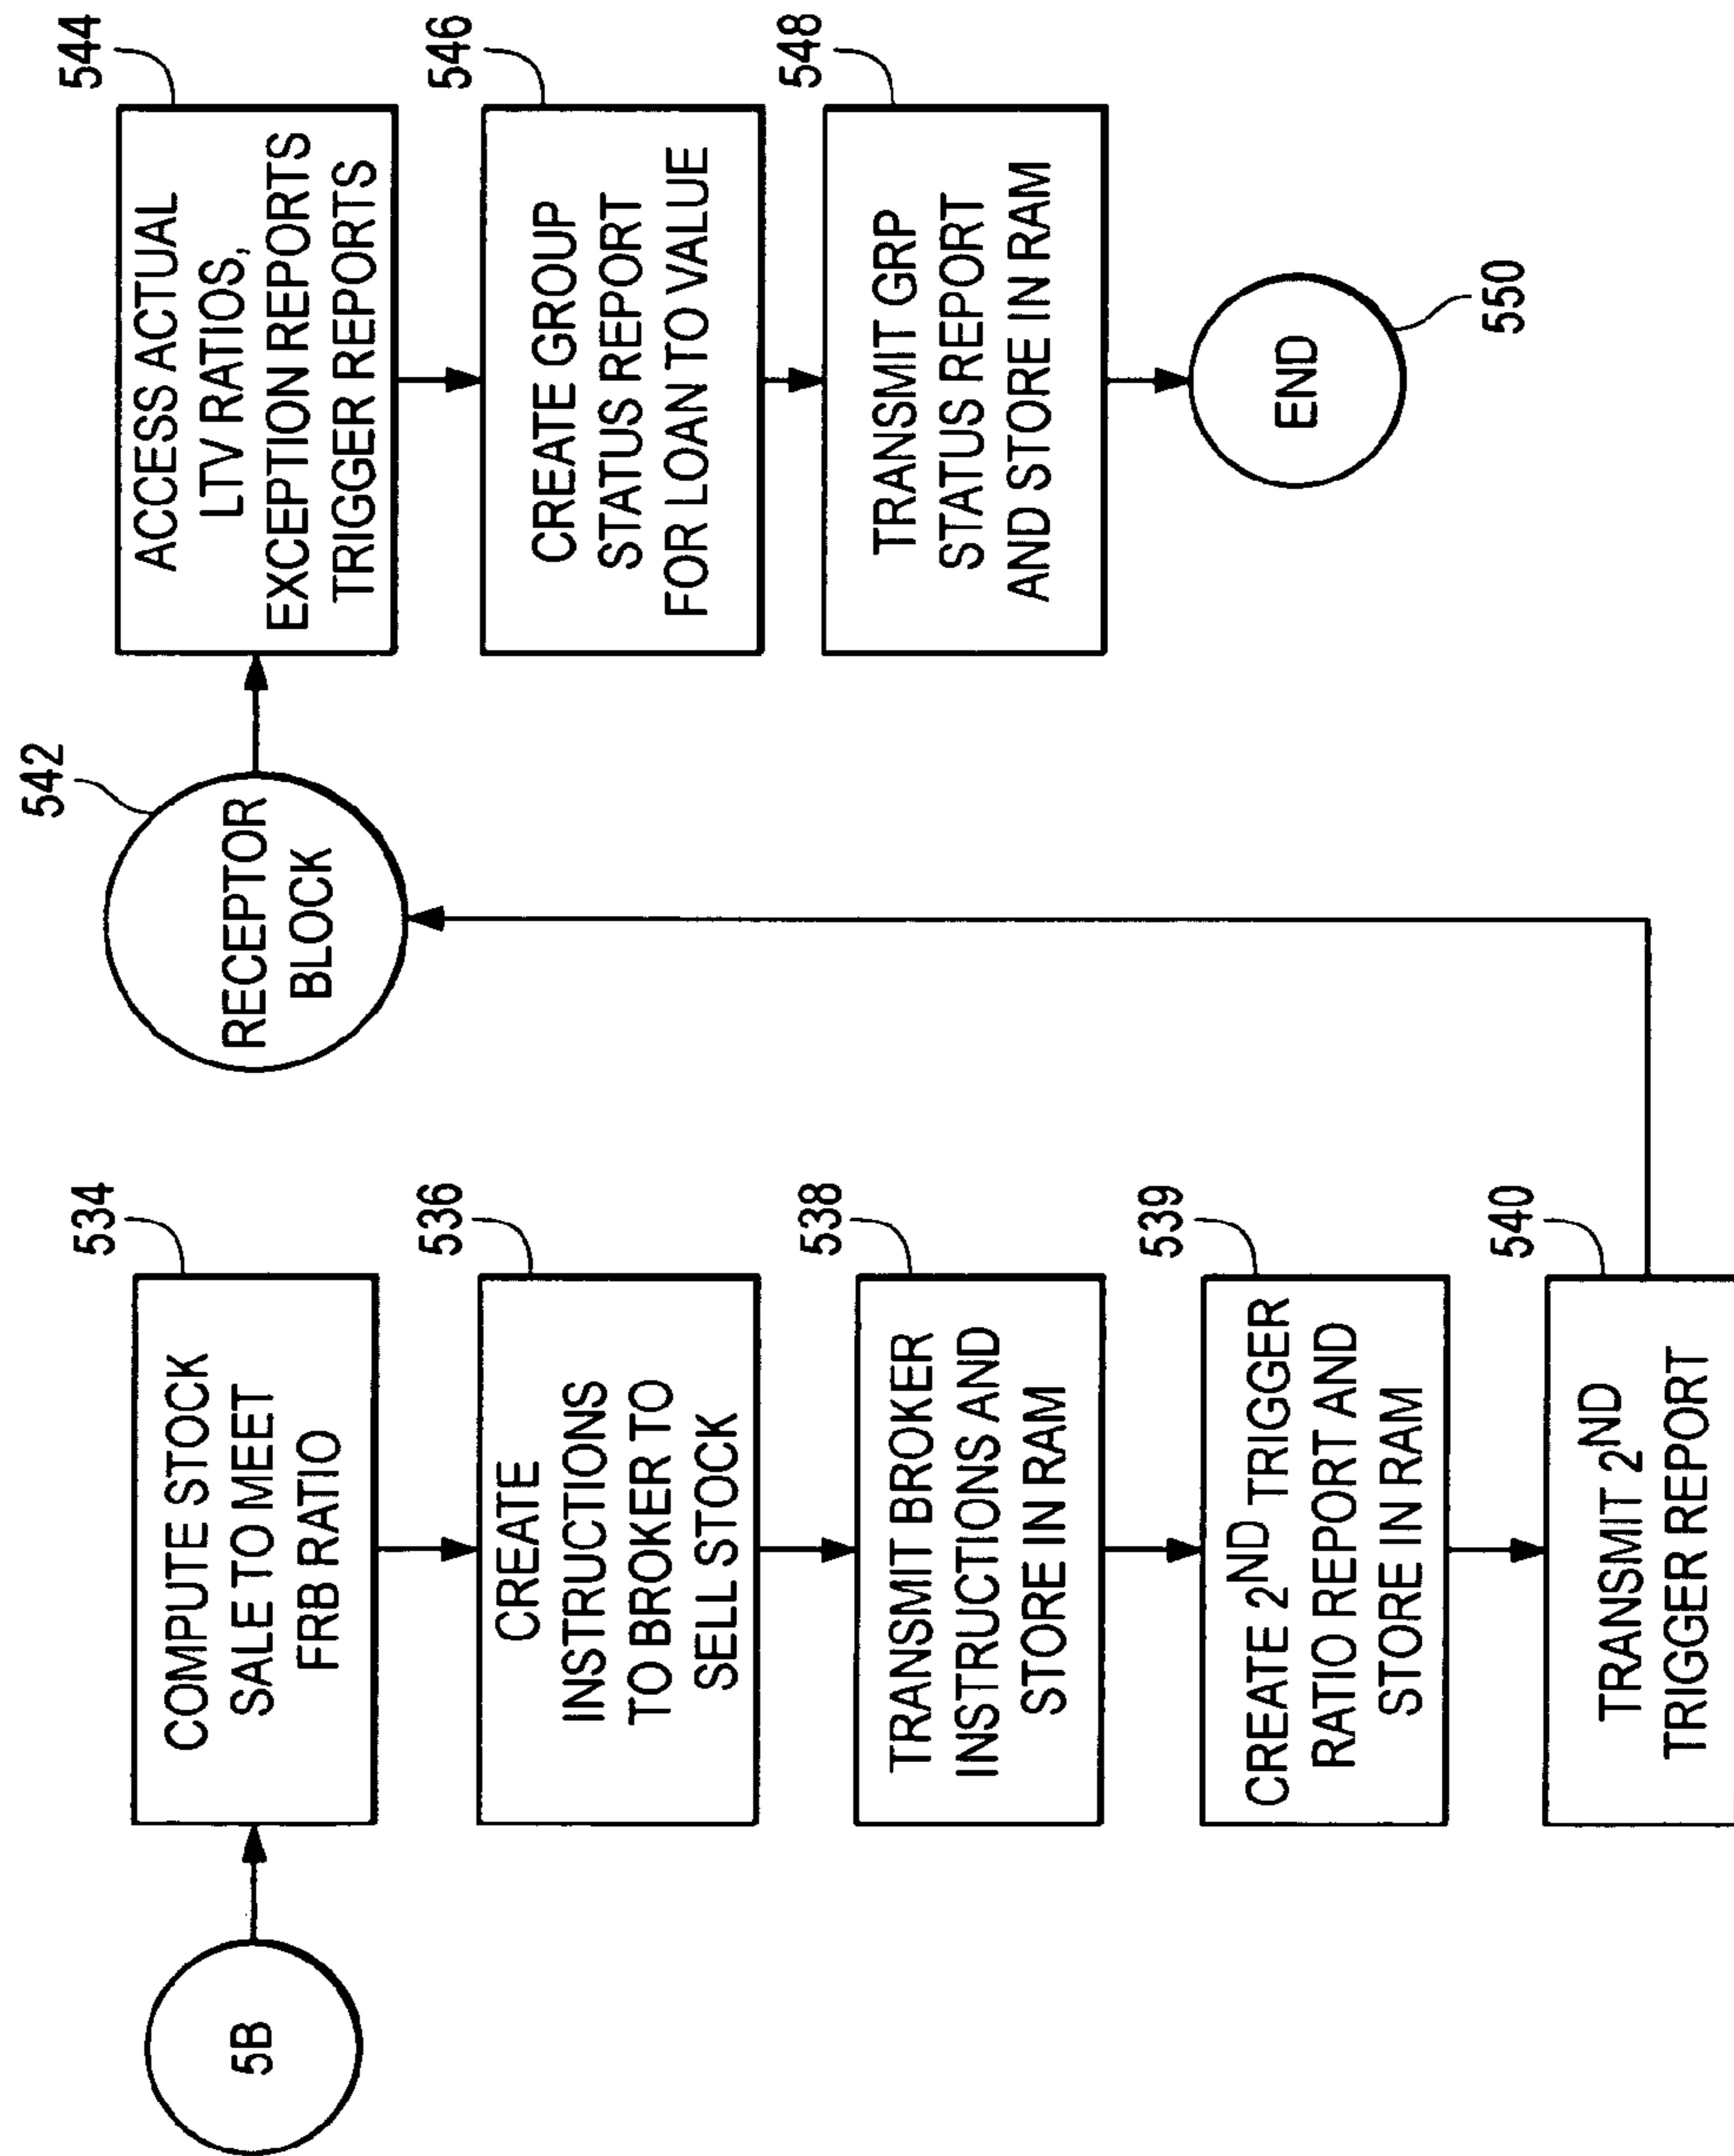 5B
534
COMPUTE STOCK
SALE TO MEET
FRB RATIO
536
CREATE
INSTRUCTIONS
TO BROKER TO
SELL STOCK
538
TRANSMIT BROKER
INSTRUCTIONS AND
STORE IN RAM
539
CREATE 2ND TRIGGER
RATIO REPORT AND
STORE IN RAM
540
TRANSMIT 2ND
TRIGGER REPORT
542
RECEPTOR
BLOCK
544
ACCESS ACTUAL
LTV RATIOS,
EXCEPTION REPORTS
TRIGGER REPORTS
546
CREATE GROUP
STATUS REPORT
FOR LOAN TO VALUE
548
TRANSMIT GRP
STATUS REPORT
AND STORE IN RAM
END
550